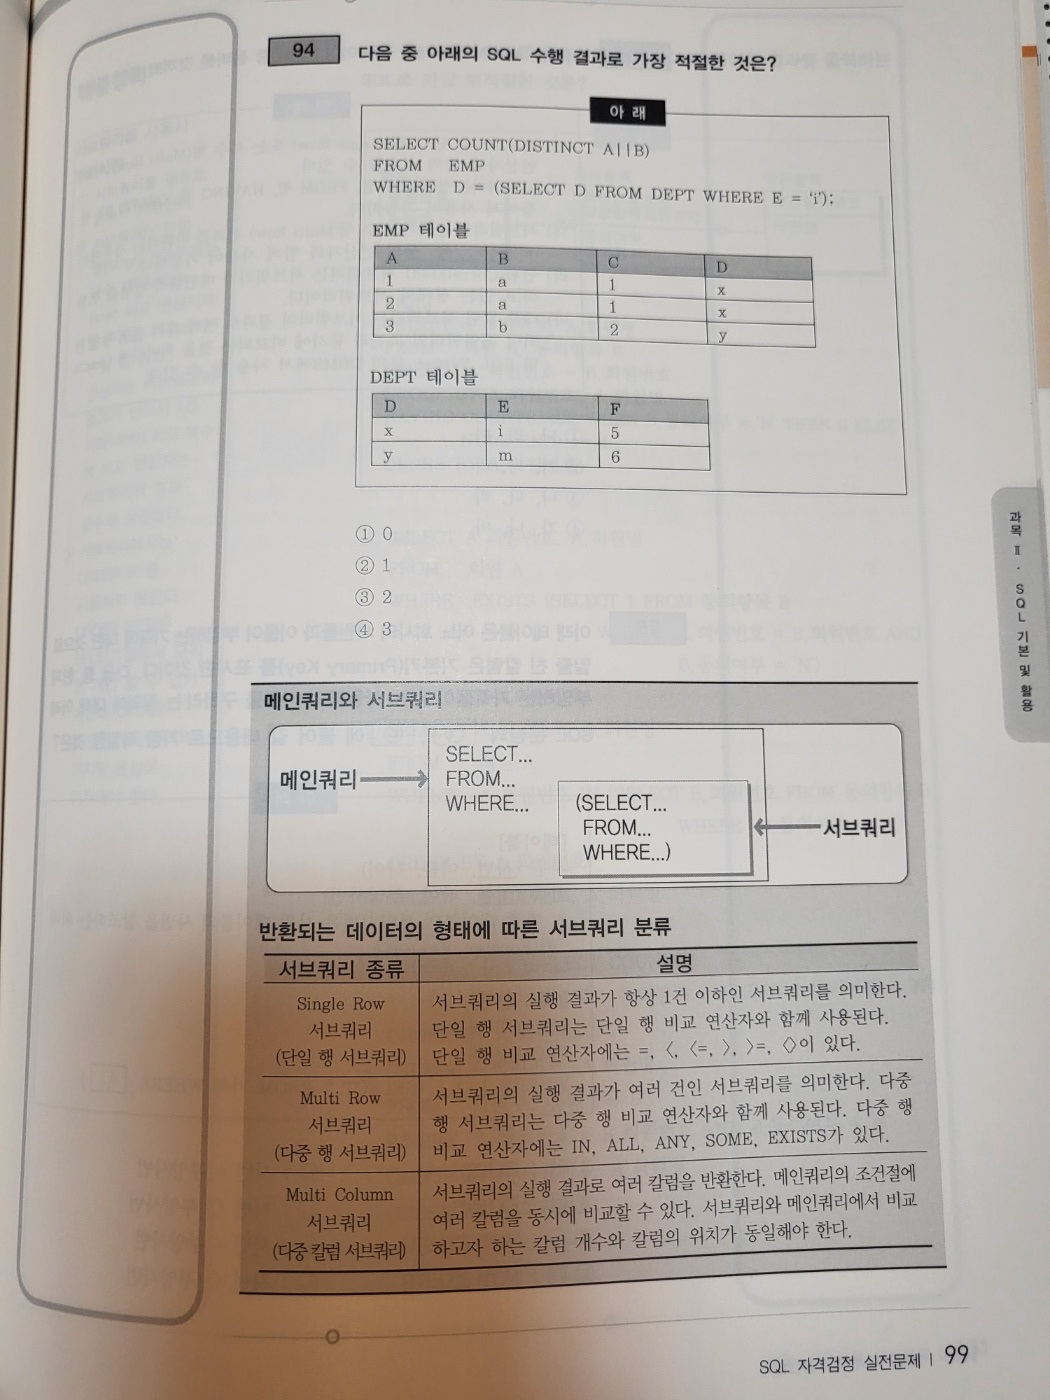 94 다음 중 아래의 SQL 수행 결과로 가장 적절한 것은?
아 래
SELECT COUNT(DISTINCT A||B)
FROM EMP
WHERE D = (SELECT D FROM DEPT WHERE E = 'i');
EMP 테이블
A B C D
1 a 1 x
2 a 1 x
3 b 2 y
DEPT 테이블
D E F
x i 5
y m 6
① 0
② 1
③ 2
④ 3
과목 Ⅱ · SQL 기본 및 활용
메인쿼리와 서브쿼리
메인쿼리
SELECT...
FROM...
WHERE...
(SELECT...
FROM...
WHERE...)
서브쿼리
반환되는 데이터의 형태에 따른 서브쿼리 분류
서브쿼리 종류 설명
Single Row
서브쿼리
(단일 행 서브쿼리)
서브쿼리의 실행 결과가 항상 1건 이하인 서브쿼리를 의미한다.
단일 행 서브쿼리는 단일 행 비교 연산자와 함께 사용된다.
단일 행 비교 연산자에는 =, <, <=, >, >=, <>이 있다.
Multi Row
서브쿼리
(다중 행 서브쿼리)
서브쿼리의 실행 결과가 여러 건인 서브쿼리를 의미한다. 다중
행 서브쿼리는 다중 행 비교 연산자와 함께 사용된다. 다중 행
비교 연산자에는 IN, ALL, ANY, SOME, EXISTS가 있다.
Multi Column
서브쿼리
(다중 칼럼 서브쿼리)
서브쿼리의 실행 결과로 여러 칼럼을 반환한다. 메인쿼리의 조건절에
여러 칼럼을 동시에 비교할 수 있다. 서브쿼리와 메인쿼리에서 비교
하고자 하는 칼럼 개수와 칼럼의 위치가 동일해야 한다.
SQL 자격검정 실전문제 | 99